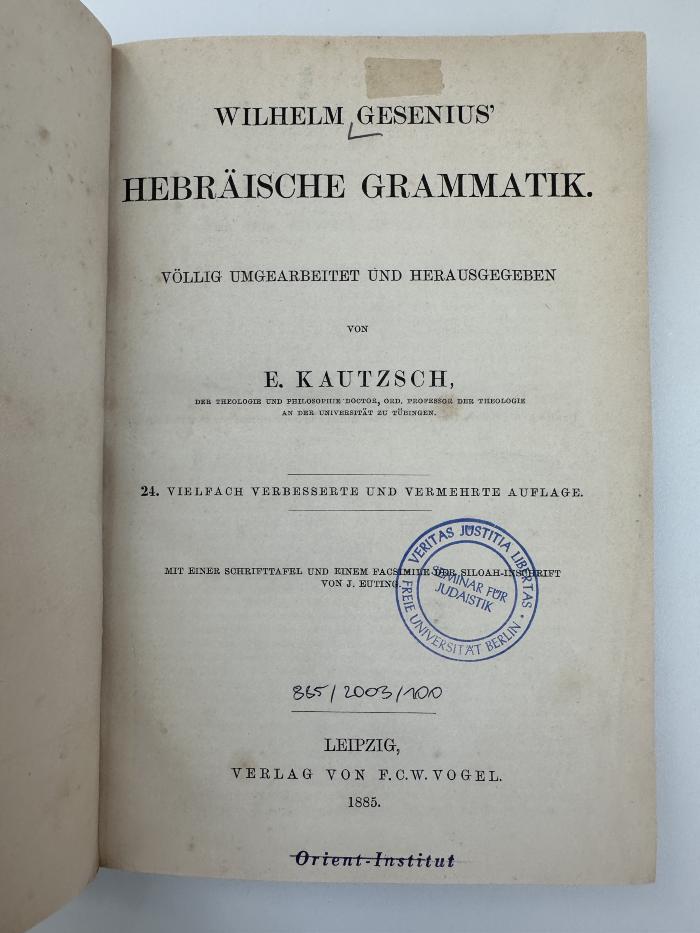 WILHELM GESENIUS'
HEBRÄISCHE GRAMMATIK.
VÖLLIG UMGEARBEITET UND HERAUSGEGEBEN
VON
E. KAUTZSCH,
DER THEOLOGIE UND PHILOSOPHIE DOCTOR, ORD. PROFESSOR DER THEOLOGIE
AN DER UNIVERSITÄT ZU TÜBINGEN.
24. VIELFACH VERBESSERTE UND VERMEHRTE AUFLAGE.
MIT EINER SCHRIFTTAFEL UND EINEM FACSIMILE DER SILOAH-INSCHRIFT
VON J. EUTING.
VERITAS JUSTITIA LIBERTAS
SEMINAR FÜR
JUDAISTIK
FREIE UNIVERSITÄT BERLIN
865/2003/100
LEIPZIG,
VERLAG VON F.C.W. VOGEL.
1885.
Orient-Institut